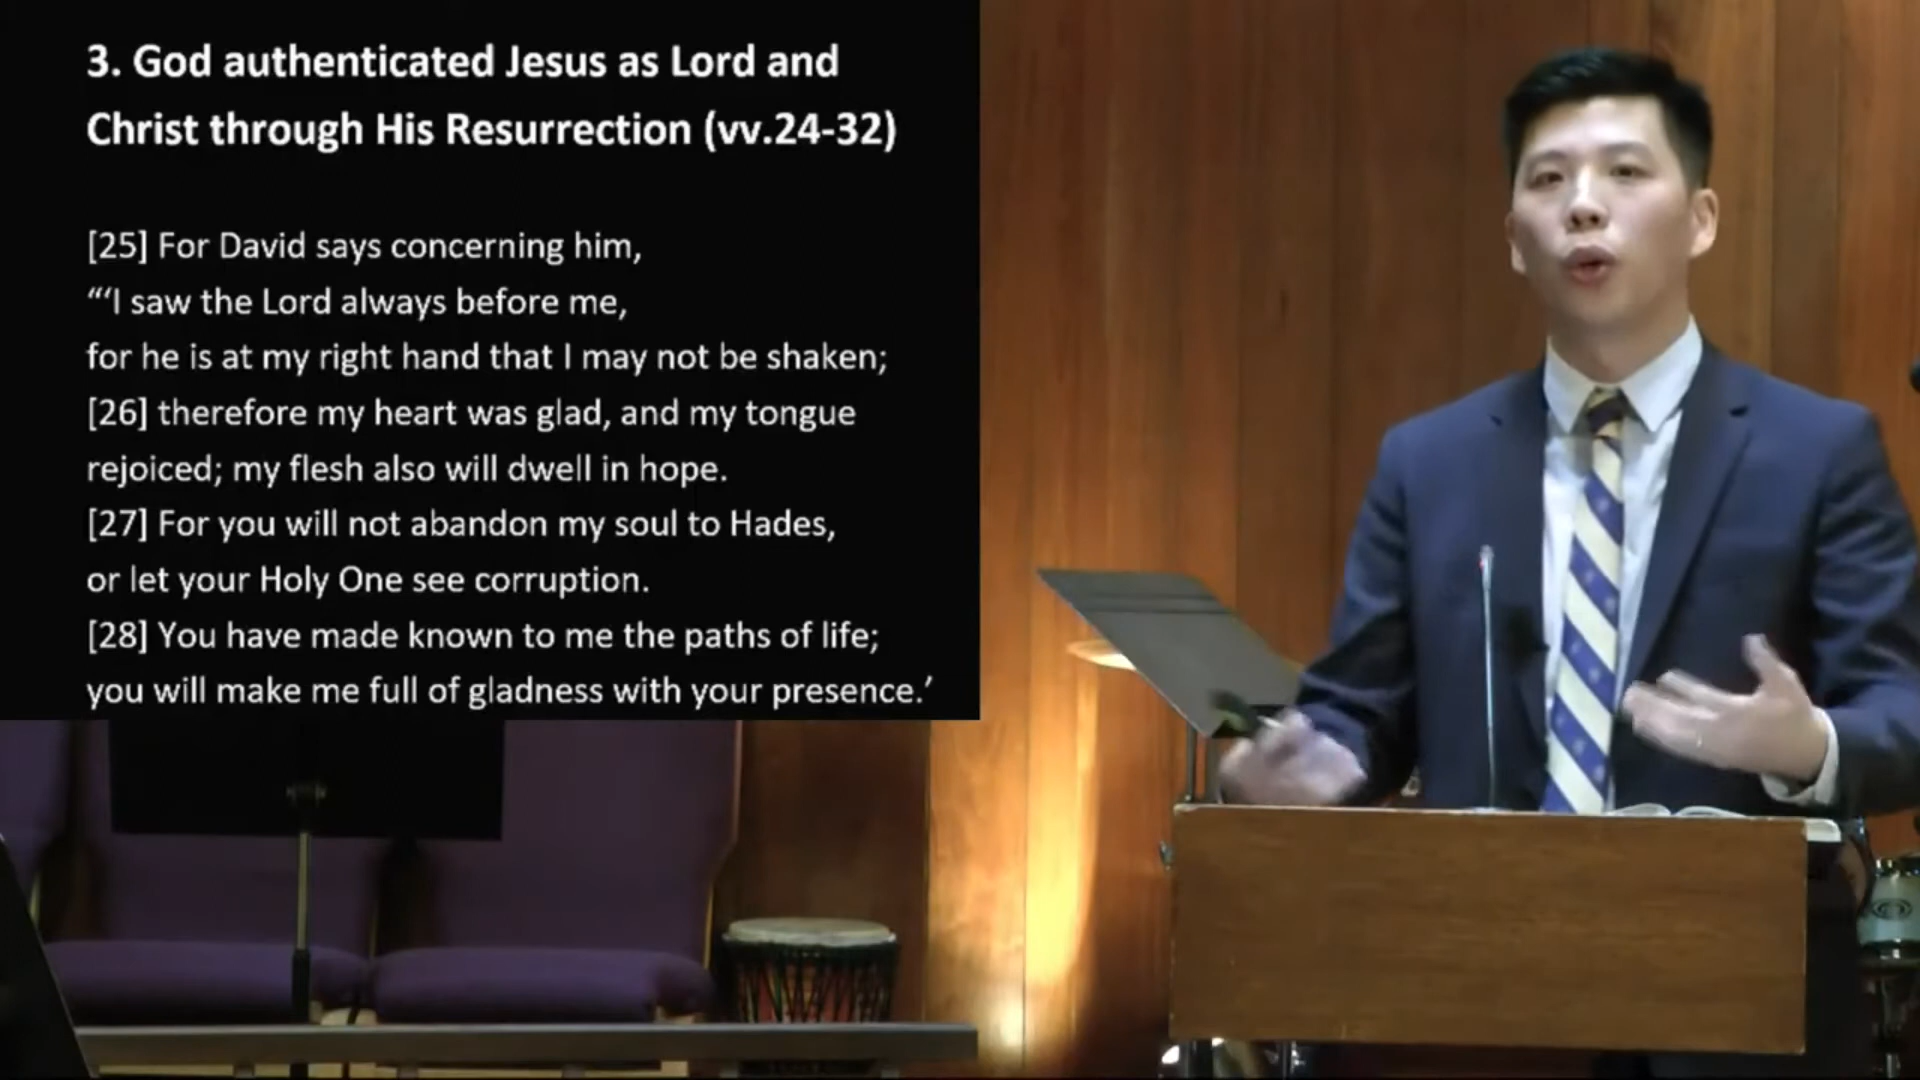 3. God authenticated Jesus as Lord and
Christ through His Resurrection (vv.24-32)
[25] For David says concerning him,
“‘I saw the Lord always before me,
for he is at my right hand that I may not be shaken;
[26] therefore my heart was glad, and my tongue
rejoiced; my flesh also will dwell in hope.
[27] For you will not abandon my soul to Hades,
or let your Holy One see corruption.
[28] You have made known to me the paths of life;
you will make me full of gladness with your presence.’